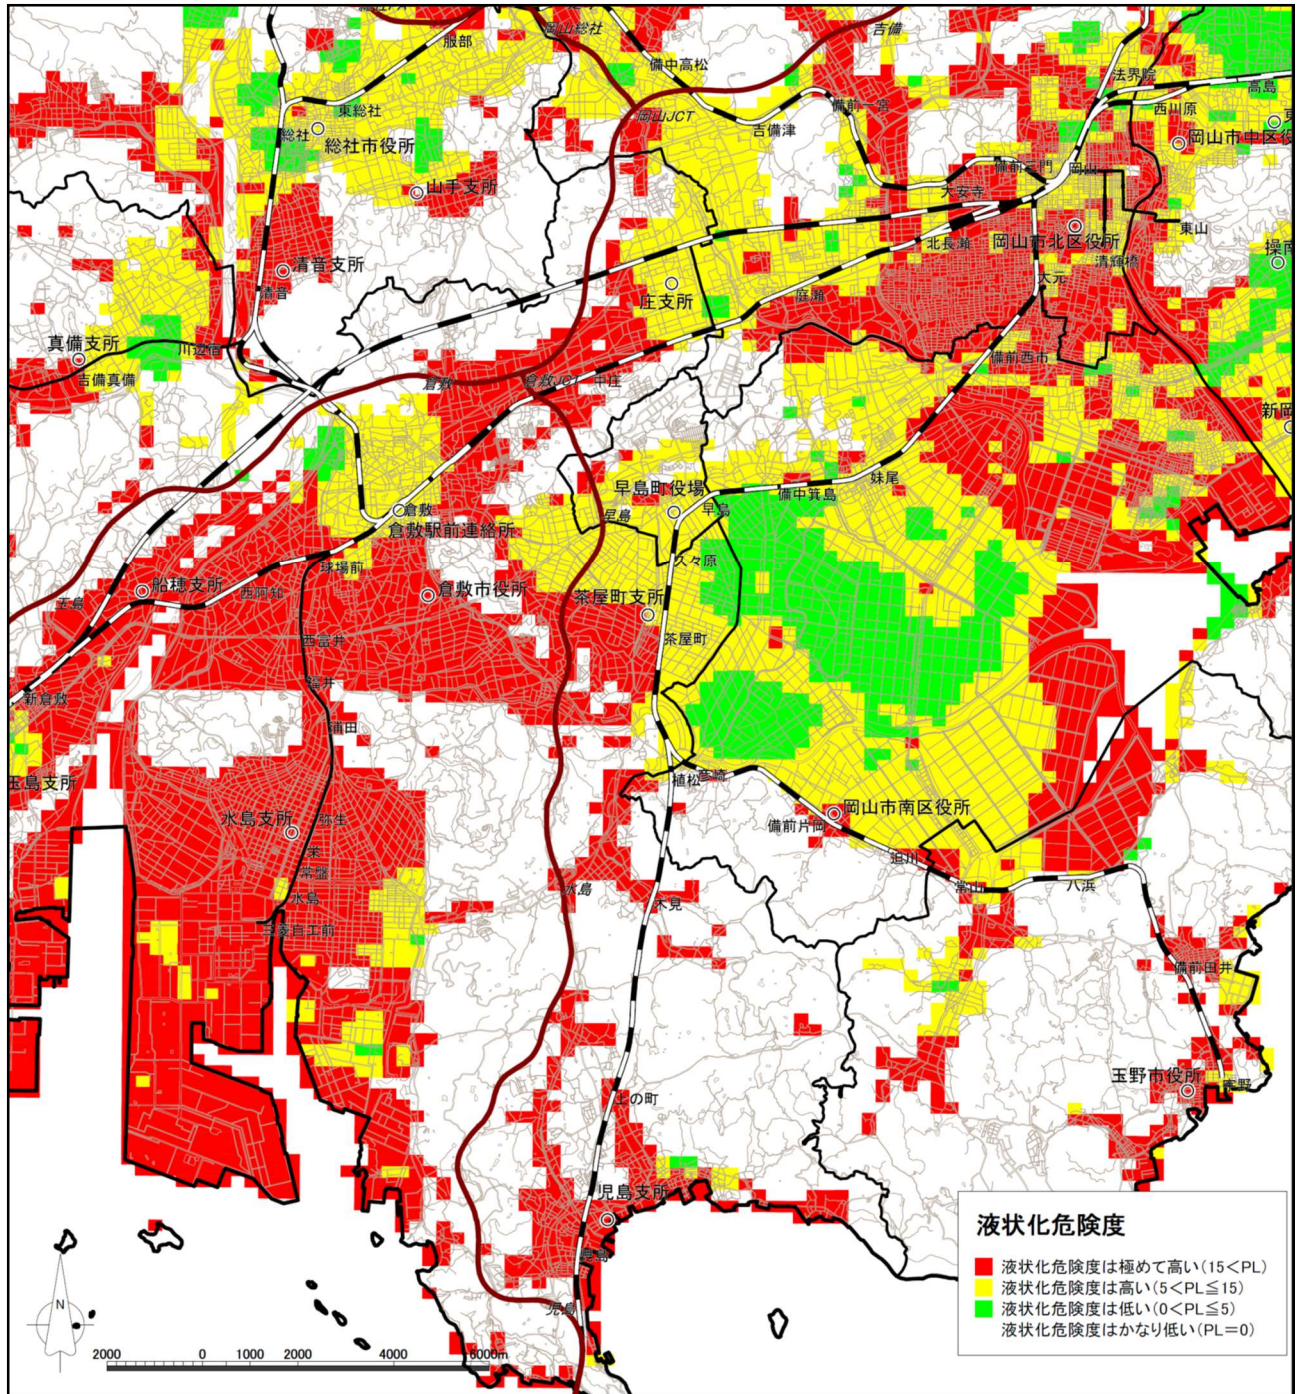 服部
岡山総社
吉備
備中高松
法界院
高島
東総社
岡山JCT
備前一宮
西川原
総社
総社市役所
吉備津
岡山市中区役
備前三門
岡山
山手支所
大安寺
岡山市北区役所
東山
北長瀬
清輝橋
清音支所
大元
清音
庄支所
庭瀬
真備支所
川辺宿
備前西市
吉備真備
倉敷
倉敷JCT
中庄
早島町役場
妹尾
備中箕島
倉敷
早島
早島
倉敷駅前連絡所
球場前
久々原
船穂支所
西阿知
倉敷市役所
玉島
茶屋町支所
西富井
茶屋町
福井
新倉敷
浦田
植松
彦崎
玉島支所
水島支所
弥生
岡山市南区役所
備前片岡
栄
迫川
常盤
常山
八浜
水島
水島
木見
三菱自工前
備前田井
玉野市役所
宇野
上の町
児島支所
児島
児島
液状化危険度
液状化危険度は極めて高い(15<PL)
液状化危険度は高い(5<PL≦15)
液状化危険度は低い(0<PL≦5)
液状化危険度はかなり低い(PL=0)
N
2000 0 1000 2000 4000 6000m